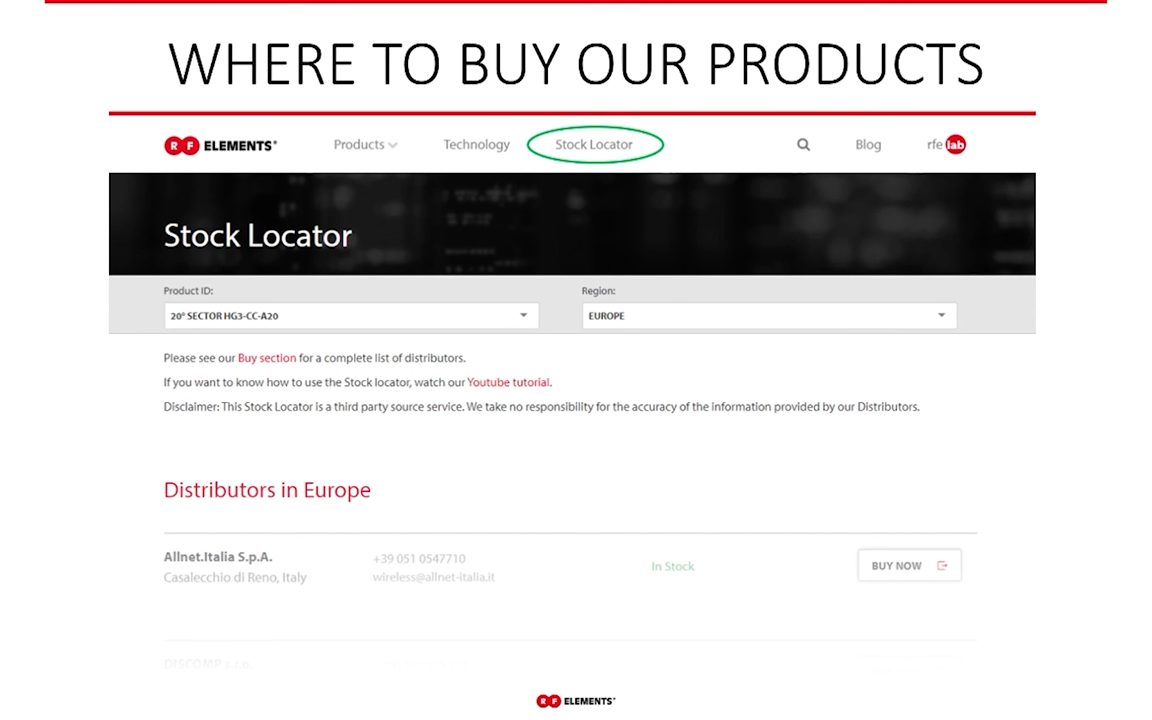 WHERE TO BUY OUR PRODUCTS
RF ELEMENTS®
Products
Technology
Stock Locator
Blog
rfe lab
Stock Locator
Product ID:
Region:
20° SECTOR HG3-CC-A20
EUROPE
Please see our Buy section for a complete list of distributors.
If you want to know how to use the Stock locator, watch our Youtube tutorial.
Disclaimer: This Stock Locator is a third party source service. We take no responsibility for the accuracy of the information provided by our Distributors.
Distributors in Europe
Allnet.Italia S.p.A.
Casalecchio di Reno, Italy
+39 051 0547710
wireless@allnet-italia.it
In Stock
BUY NOW
DISCOMP s.r.o.
RF ELEMENTS®